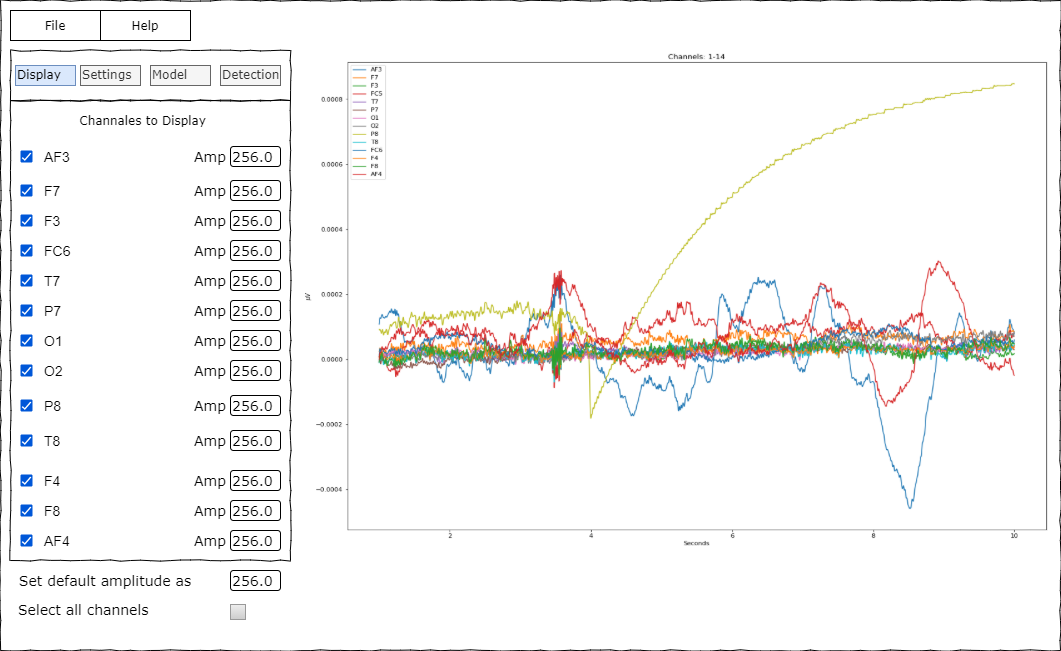 File Help
Display Settings Model Detection
Channales to Display
AF3 Amp 256.0
F7 Amp 256.0
F3 Amp 256.0
FC6 Amp 256.0
T7 Amp 256.0
P7 Amp 256.0
O1 Amp 256.0
O2 Amp 256.0
P8 Amp 256.0
T8 Amp 256.0
F4 Amp 256.0
F8 Amp 256.0
AF4 Amp 256.0
Set default amplitude as 256.0
Select all channels
Channels: 1-14
AF3
F7
F3
FC5
T7
P7
O1
O2
P8
T8
FC6
F4
F8
AF4
0.0008
0.0006
0.0004
0.0002
0.0000
−0.0002
−0.0004
μV
2 4 6 8 10
Seconds